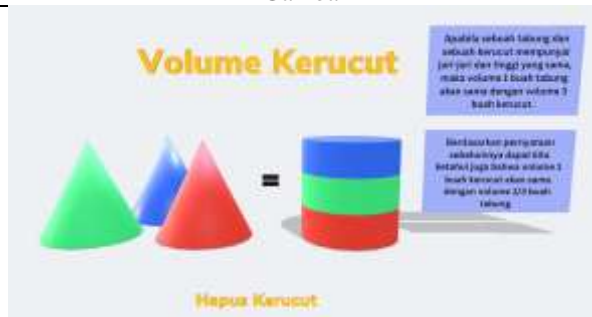 Volume Kerucut
Apabila sebuah tabung dan
sebuah kerucut mempunyai
jari-jari dan tinggi yang sama,
maka volume 1 buah tabung
akan sama dengan volume 3
buah kerucut.
Berdasarkan pernyataan
sebelumnya dapat kita
ketahui juga bahwa volume 1
buah kerucut akan sama
dengan volume 1/3 buah
tabung.
=
Hapus Kerucut